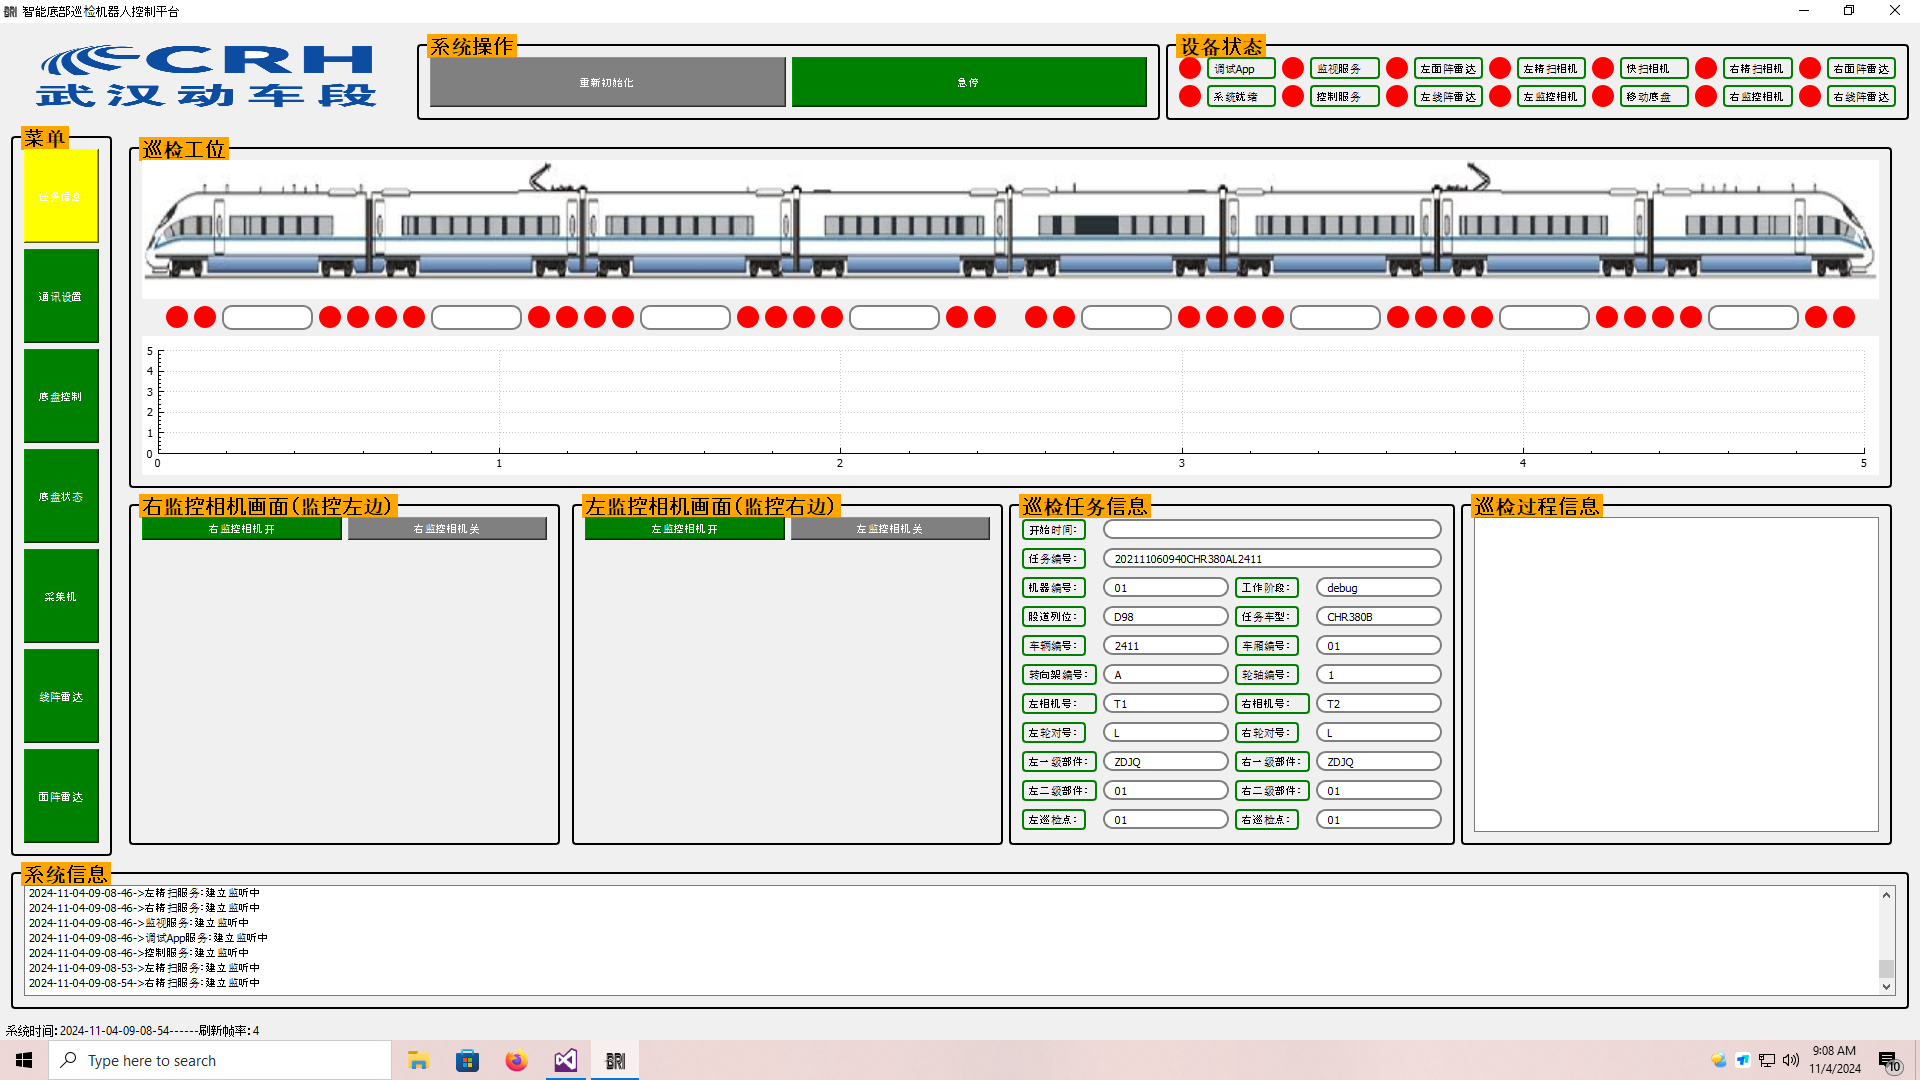 BRI 智能底部巡检机器人控制平台
CRH
武汉动车段
系统操作
重新初始化
急停
设备状态
调试App
监视服务
左面阵雷达
左精扫相机
快扫相机
右精扫相机
右面阵雷达
系统就绪
控制服务
左线阵雷达
左监控相机
移动底盘
右监控相机
右线阵雷达
菜单
任务信息
通讯设置
底盘控制
底盘状态
采集机
线阵雷达
面阵雷达
巡检工位
5
4
3
2
1
0
0 1 2 3 4 5
右监控相机画面(监控左边)
右监控相机开
右监控相机关
左监控相机画面(监控右边)
左监控相机开
左监控相机关
巡检任务信息
开始时间:
任务编号: 202111060940CHR380AL2411
机器编号: 01 工作阶段: debug
股道列位: D98 任务车型: CHR380B
车辆编号: 2411 车厢编号: 01
转向架编号: A 轮轴编号: 1
左相机号: T1 右相机号: T2
左轮对号: L 右轮对号: L
左一级部件: ZDJQ 右一级部件: ZDJQ
左二级部件: 01 右二级部件: 01
左巡检点: 01 右巡检点: 01
巡检过程信息
系统信息
2024-11-04-09-08-46->左精扫服务:建立监听中
2024-11-04-09-08-46->右精扫服务:建立监听中
2024-11-04-09-08-46->监视服务:建立监听中
2024-11-04-09-08-46->调试App服务:建立监听中
2024-11-04-09-08-46->控制服务:建立监听中
2024-11-04-09-08-53->左精扫服务:建立监听中
2024-11-04-09-08-54->右精扫服务:建立监听中
系统时间:2024-11-04-09-08-54------刷新帧率:4
Type here to search
BRI
9:08 AM
11/4/2024
10